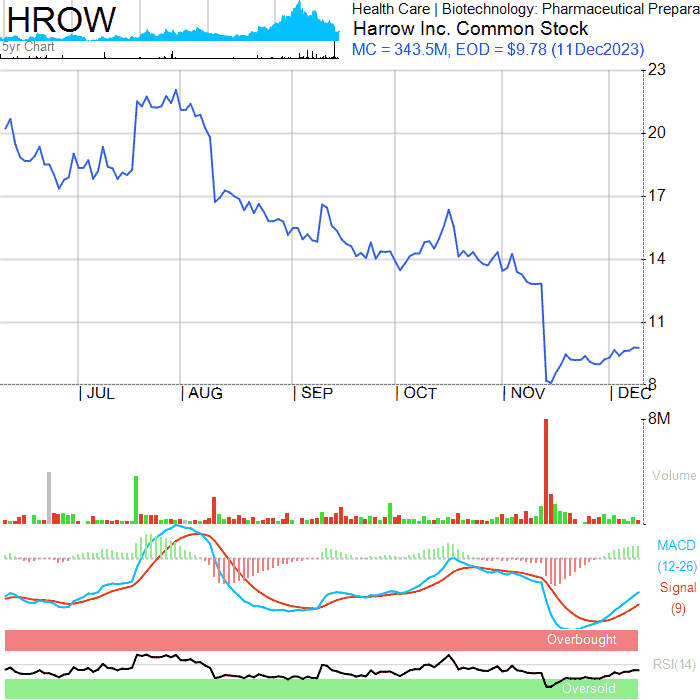 HROW
Health Care | Biotechnology: Pharmaceutical Prepara
Harrow Inc. Common Stock
5yr Chart
MC = 343.5M, EOD = $9.78 (11Dec2023)
23
20
17
14
11
8
| JUL | AUG | SEP | OCT | NOV | DEC
8M
Volume
MACD
(12-26)
Signal
(9)
Overbought
RSI(14)
Oversold